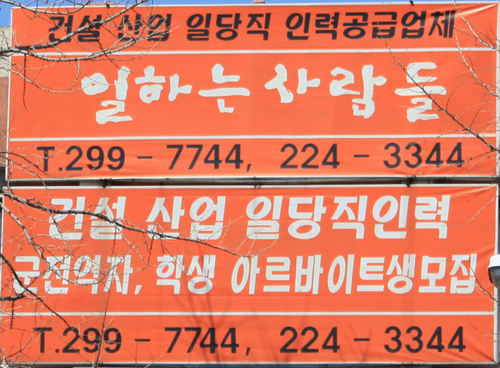 건설 산업 일당직 인력공급업체
일하는사람들
T.299 - 7744, 224 - 3344
건설 산업 일당직인력
군전역자, 학생 아르바이트생모집
T.299 - 7744, 224 - 3344